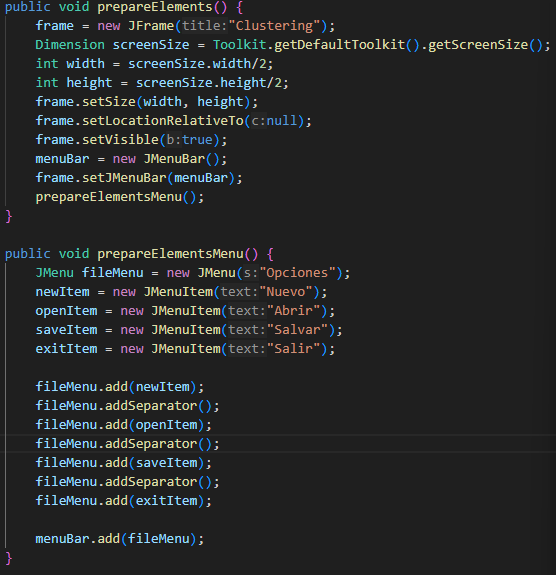 public void prepareElements() {
    frame = new JFrame(title:"Clustering");
    Dimension screenSize = Toolkit.getDefaultToolkit().getScreenSize();
    int width = screenSize.width/2;
    int height = screenSize.height/2;
    frame.setSize(width, height);
    frame.setLocationRelativeTo(c:null);
    frame.setVisible(b:true);
    menuBar = new JMenuBar();
    frame.setJMenuBar(menuBar);
    prepareElementsMenu();
}

public void prepareElementsMenu() {
    JMenu fileMenu = new JMenu(s:"Opciones");
    newItem = new JMenuItem(text:"Nuevo");
    openItem = new JMenuItem(text:"Abrir");
    saveItem = new JMenuItem(text:"Salvar");
    exitItem = new JMenuItem(text:"Salir");

    fileMenu.add(newItem);
    fileMenu.addSeparator();
    fileMenu.add(openItem);
    fileMenu.addSeparator();
    fileMenu.add(saveItem);
    fileMenu.addSeparator();
    fileMenu.add(exitItem);

    menuBar.add(fileMenu);
}